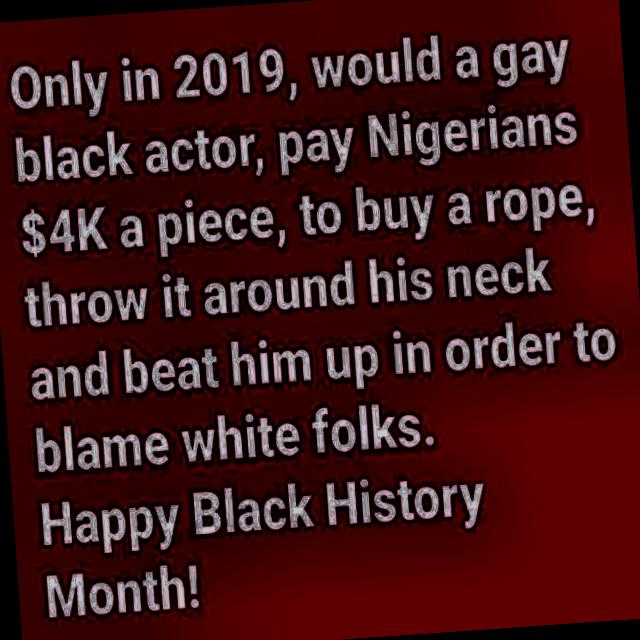 Only in 2019, would a gay
black actor, pay Nigerians
$4K a piece, to buy a rope,
throw it around his neck
and beat him up in order to
blame white folks.
Happy Black History
Month!